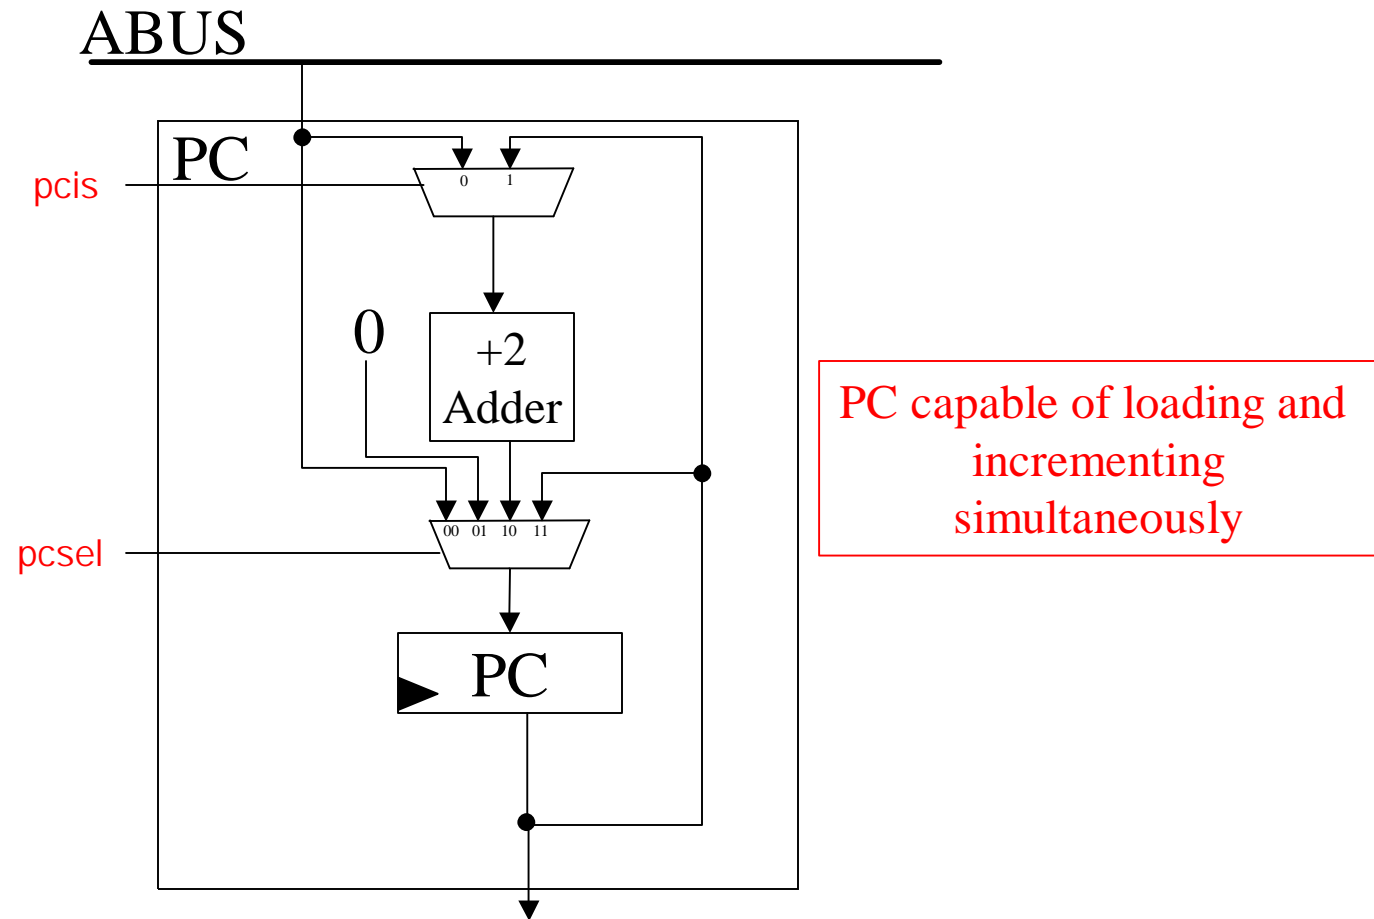 ABUS
PC
pcis
0 1
0
+2
Adder
00 01 10 11
pcsel
PC
PC capable of loading and
incrementing
simultaneously